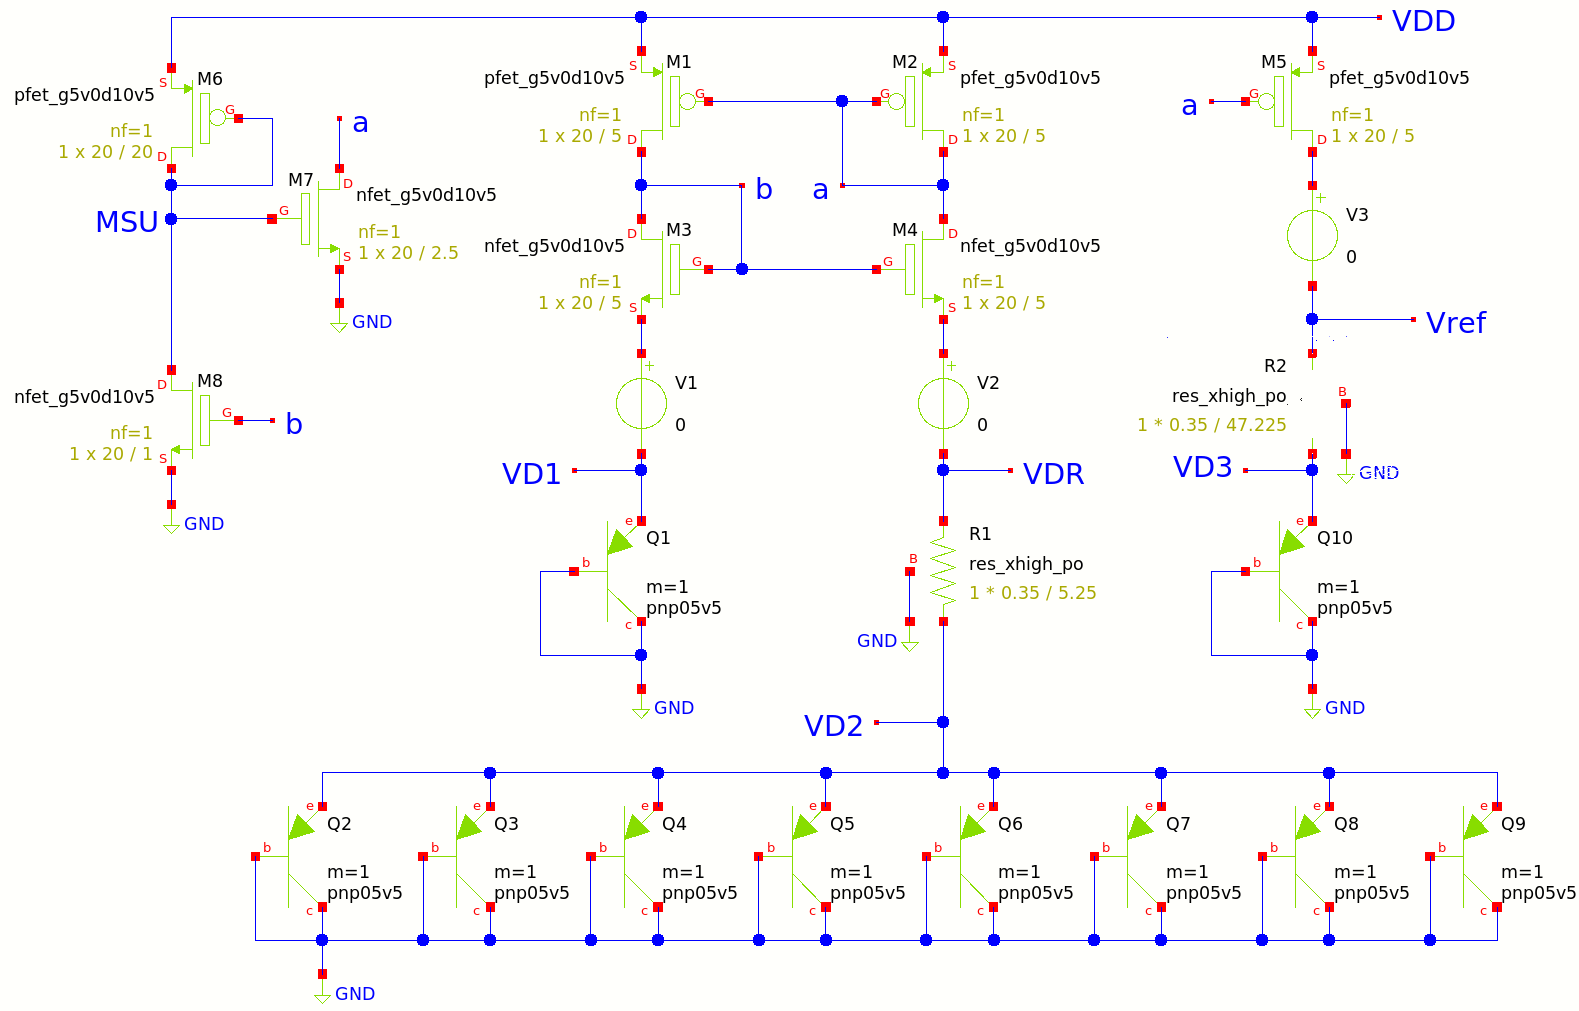 VDD
S
M6
pfet_g5v0d10v5
G
nf=1
1 x 20 / 20
D
a
M7
D
nfet_g5v0d10v5
G
MSU
nf=1
1 x 20 / 2.5
S
GND
M8
D
nfet_g5v0d10v5
G
b
nf=1
1 x 20 / 1
S
GND
S
M1
pfet_g5v0d10v5
G
nf=1
1 x 20 / 5
D
b
M2
S
pfet_g5v0d10v5
G
nf=1
1 x 20 / 5
D
a
M5
S
pfet_g5v0d10v5
a
G
nf=1
1 x 20 / 5
D
M3
D
nfet_g5v0d10v5
G
nf=1
1 x 20 / 5
S
M4
D
nfet_g5v0d10v5
G
nf=1
1 x 20 / 5
S
+
V3
0
Vref
+
V1
0
+
V2
0
R2
res_xhigh_po
B
1 * 0.35 / 47.225
GND
VD1
VDR
VD3
e
Q1
b
m=1
pnp05v5
c
GND
R1
B
res_xhigh_po
1 * 0.35 / 5.25
GND
e
Q10
b
m=1
pnp05v5
c
GND
VD2
e
Q2
b
m=1
pnp05v5
c
e
Q3
b
m=1
pnp05v5
c
e
Q4
b
m=1
pnp05v5
c
e
Q5
b
m=1
pnp05v5
c
e
Q6
b
m=1
pnp05v5
c
e
Q7
b
m=1
pnp05v5
c
e
Q8
b
m=1
pnp05v5
c
e
Q9
b
m=1
pnp05v5
c
GND